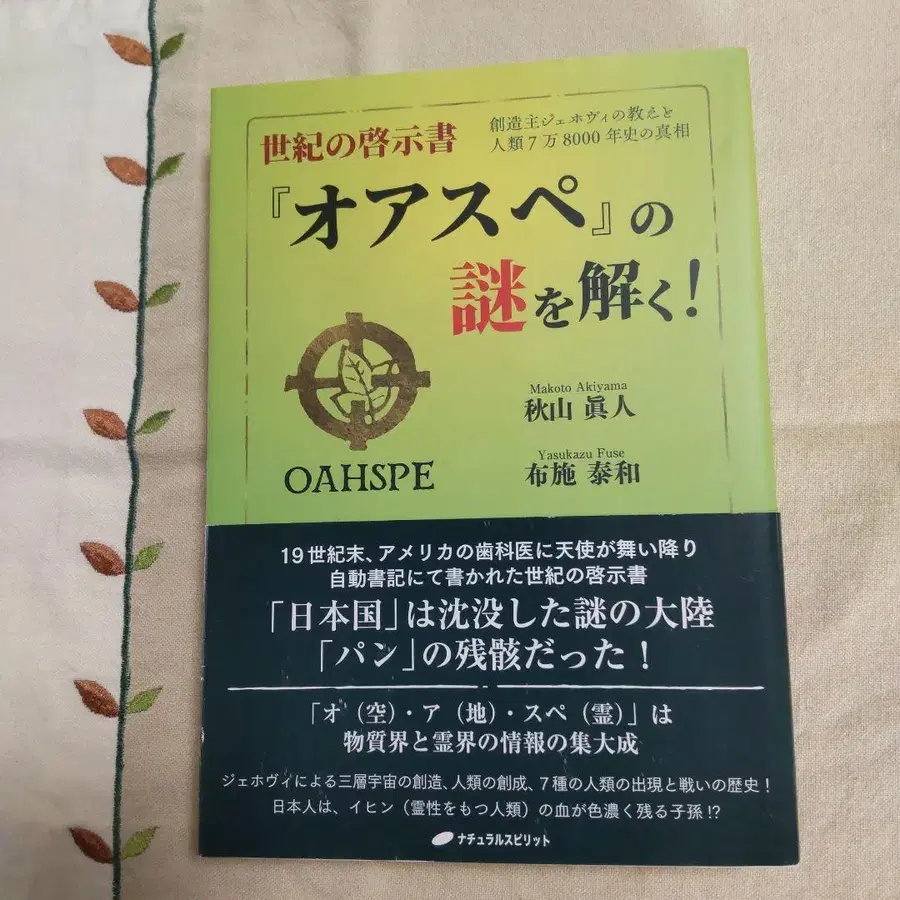 世紀の啓示書
創造主ジェホヴィの教えと
人類7万8000年史の真相
『オアスペ』の
謎を解く!
OAHSPE
Makoto Akiyama
秋山 眞人
Yasukazu Fuse
布施 泰和
19世紀末、アメリカの歯科医に天使が舞い降り
自動書記にて書かれた世紀の啓示書
「日本国」は沈没した謎の大陸
「パン」の残骸だった!
「オ(空)・ア(地)・スペ(霊)」は
物質界と霊界の情報の集大成
ジェホヴィによる三層宇宙の創造、人類の創成、7種の人類の出現と戦いの歴史!
日本人は、イヒン(霊性をもつ人類)の血が色濃く残る子孫!?
ナチュラルスピリット